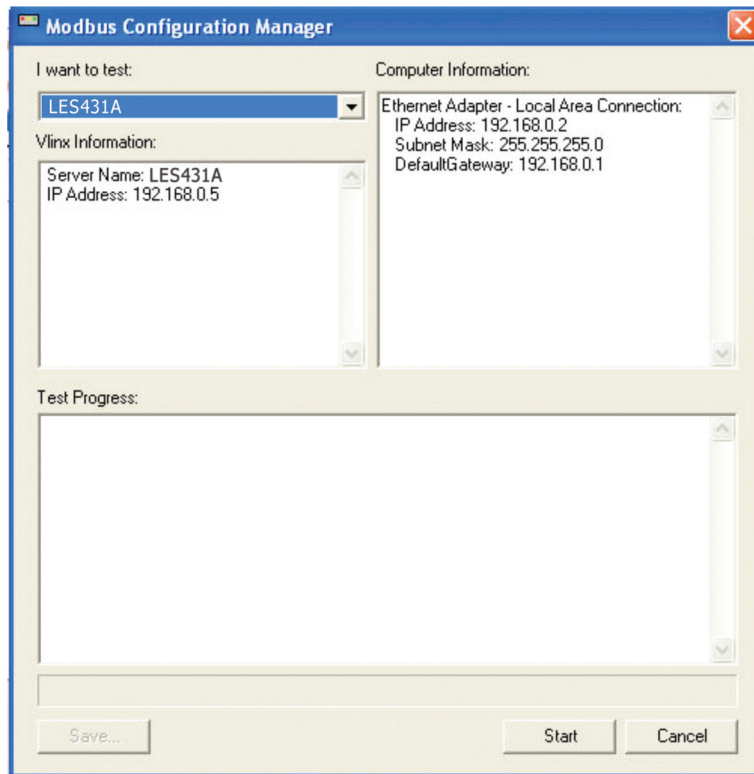 Modbus Configuration Manager
I want to test:
LES431A
Vlinx Information:
Server Name: LES431A
IP Address: 192.168.0.5
Computer Information:
Ethernet Adapter - Local Area Connection:
IP Address: 192.168.0.2
Subnet Mask: 255.255.255.0
DefaultGateway: 192.168.0.1
Test Progress:
Save...
Start
Cancel